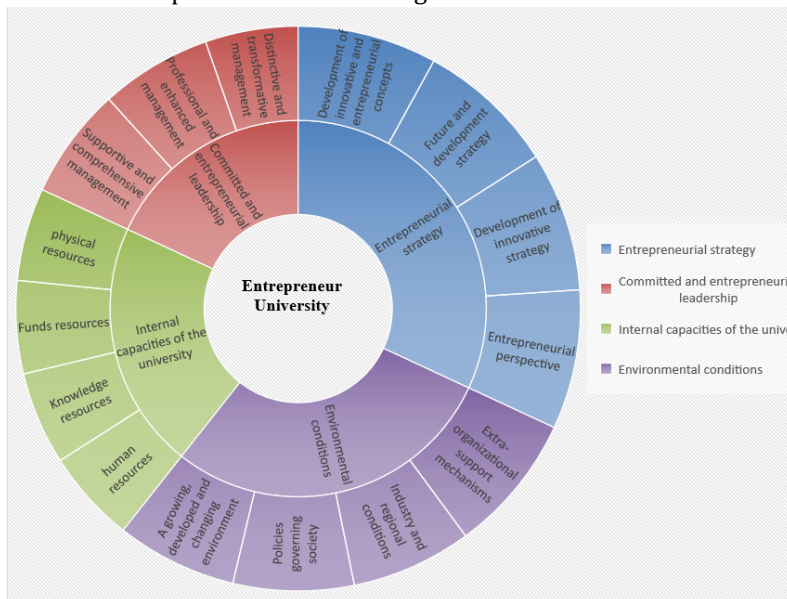 Distinctive and
transformative
management
Professional and
enhanced
management
Supportive and
comprehensive
management
Committed and
entrepreneurial
leadership
Development of
innovative and
entrepreneurial
concepts
Future and
development
strategy
Development of
innovative
strategy
Entrepreneurial
perspective
Entrepreneurial
strategy
physical
resources
Funds resources
Knowledge
resources
human
resources
Internal
capacities of the
university
Entrepreneur
University
Environmental
conditions
Extra-
organizational
support
mechanisms
Industry and
regional
conditions
Policies
governing
society
A growing,
developed and
changing
environment
Entrepreneurial strategy
Committed and entrepreneuri
leadership
Internal capacities of the unive
Environmental conditions